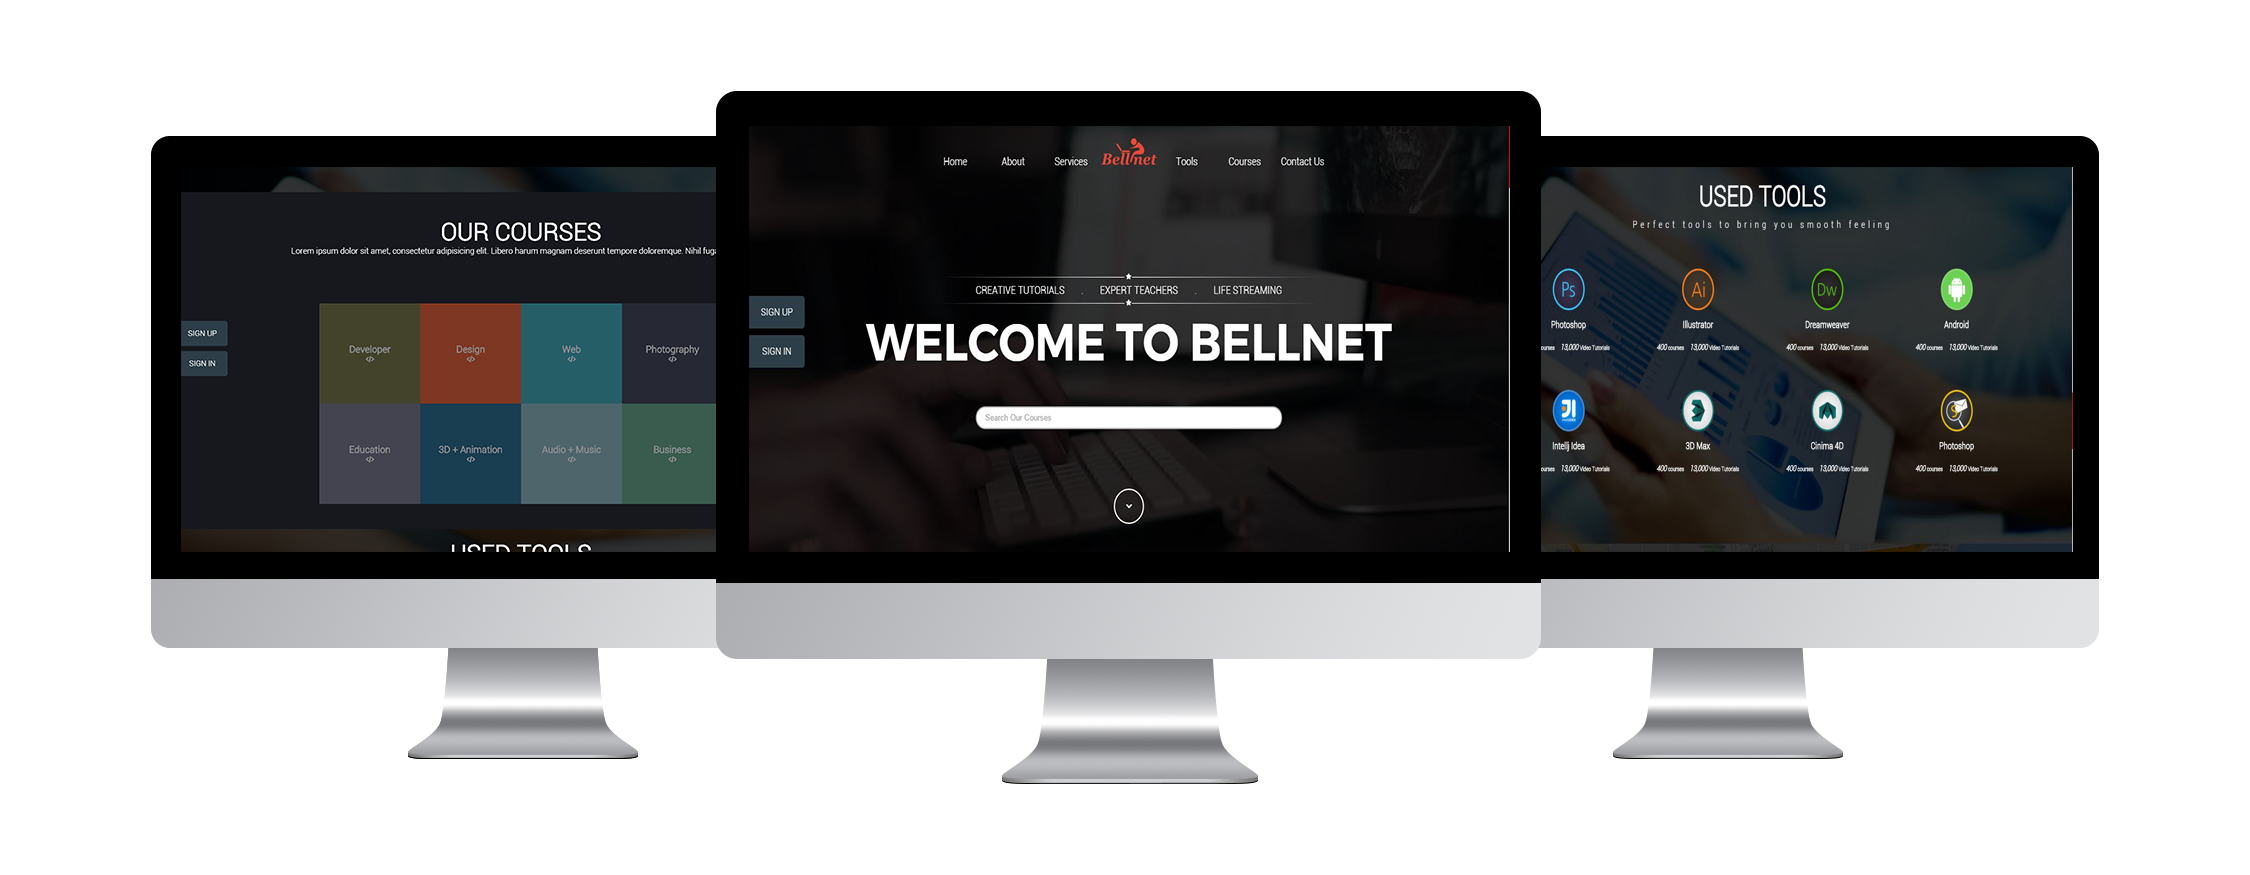 OUR COURSES
Lorem ipsum dolor sit amet, consectetur adipisicing elit. Libero harum magnam deserunt tempore doloremque. Nihil fuga
SIGN UP
SIGN IN
Developer
Design
Web
Photography
</>
</>
</>
</>
Education
3D + Animation
Audio + Music
Business
</>
</>
</>
</>
USED TOOLS
Home
About
Services
Bellnet
Tools
Courses
Contact Us
CREATIVE TUTORIALS . EXPERT TEACHERS . LIFE STREAMING
SIGN UP
SIGN IN
WELCOME TO BELLNET
Search Our Courses
USED TOOLS
Perfect tools to bring you smooth feeling
Ps
Ai
Dw
Photoshop
Illustrator
Dreamweaver
Android
ourses 13,000 Video Tutorials
400 courses 13,000 Video Tutorials
400 courses 13,000 Video Tutorials
400 courses 13,000 Video Tutorials
Intelij Idea
3D Max
Cinima 4D
Photoshop
ourses 13,000 Video Tutorials
400 courses 13,000 Video Tutorials
400 courses 13,000 Video Tutorials
400 courses 13,000 Video Tutorials